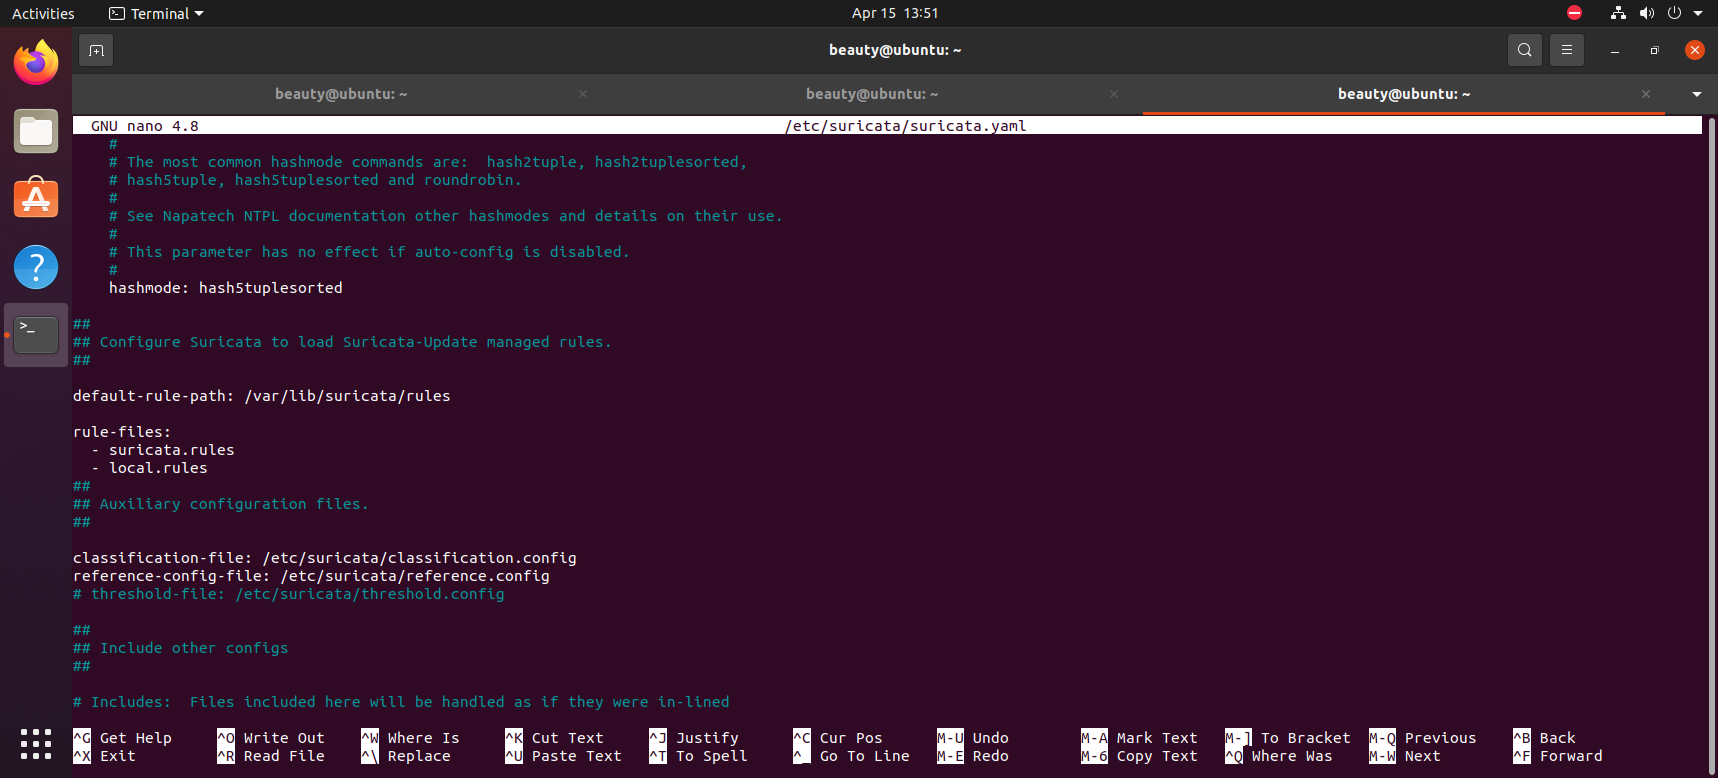 Activities Terminal Apr 15 13:51
beauty@ubuntu: ~
beauty@ubuntu: ~ × beauty@ubuntu: ~ × beauty@ubuntu: ~ ×
GNU nano 4.8 /etc/suricata/suricata.yaml
#
# The most common hashmode commands are:  hash2tuple, hash2tuplesorted,
# hash5tuple, hash5tuplesorted and roundrobin.
#
# See Napatech NTPL documentation other hashmodes and details on their use.
#
# This parameter has no effect if auto-config is disabled.
#
hashmode: hash5tuplesorted
##
## Configure Suricata to load Suricata-Update managed rules.
##
default-rule-path: /var/lib/suricata/rules
rule-files:
  - suricata.rules
  - local.rules
##
## Auxiliary configuration files.
##
classification-file: /etc/suricata/classification.config
reference-config-file: /etc/suricata/reference.config
# threshold-file: /etc/suricata/threshold.config
##
## Include other configs
##
# Includes:  Files included here will be handled as if they were in-lined
^G Get Help ^O Write Out ^W Where Is ^K Cut Text ^J Justify ^C Cur Pos M-U Undo M-A Mark Text M-] To Bracket M-Q Previous ^B Back
^X Exit ^R Read File ^\ Replace ^U Paste Text ^T To Spell ^_ Go To Line M-E Redo M-6 Copy Text ^Q Where Was M-W Next ^F Forward